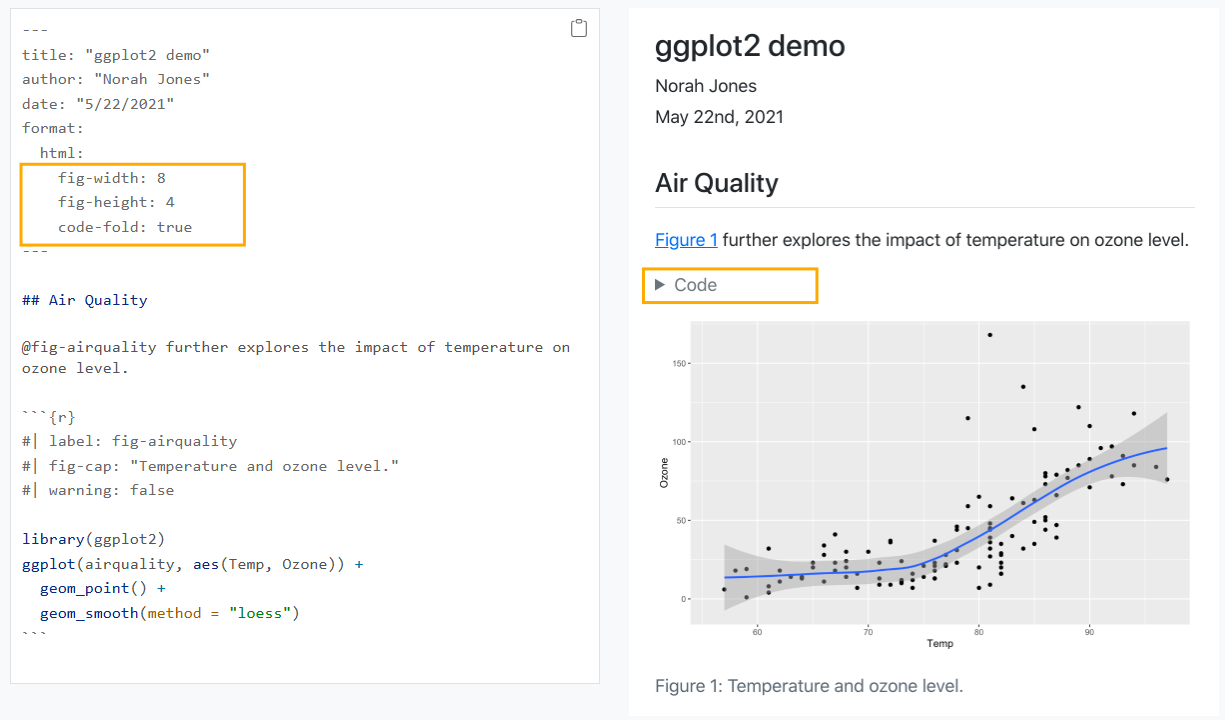 ---
title: "ggplot2 demo"
author: "Norah Jones"
date: "5/22/2021"
format:
  html:
    fig-width: 8
    fig-height: 4
    code-fold: true
---
## Air Quality
@fig-airquality further explores the impact of temperature on
ozone level.
```{r}
#| label: fig-airquality
#| fig-cap: "Temperature and ozone level."
#| warning: false
library(ggplot2)
ggplot(airquality, aes(Temp, Ozone)) +
  geom_point() +
  geom_smooth(method = "loess")
```
ggplot2 demo
Norah Jones
May 22nd, 2021
Air Quality
Figure 1 further explores the impact of temperature on ozone level.
Code
150
100
50
0
Ozone
60 70 80 90
Temp
Figure 1: Temperature and ozone level.